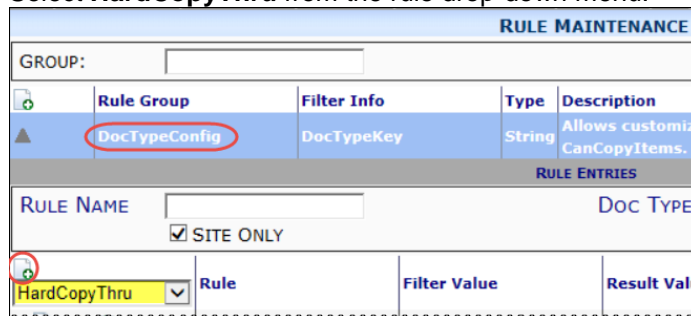 Select HardCopyThru from the rule drop-down menu.
RULE MAINTENANCE
GROUP:
Rule Group Filter Info Type Description
DocTypeConfig DocTypeKey String Allows customiz
CanCopyItems.
RULE ENTRIES
RULE NAME DOC TYPE
SITE ONLY
HardCopyThru Rule Filter Value Result Val